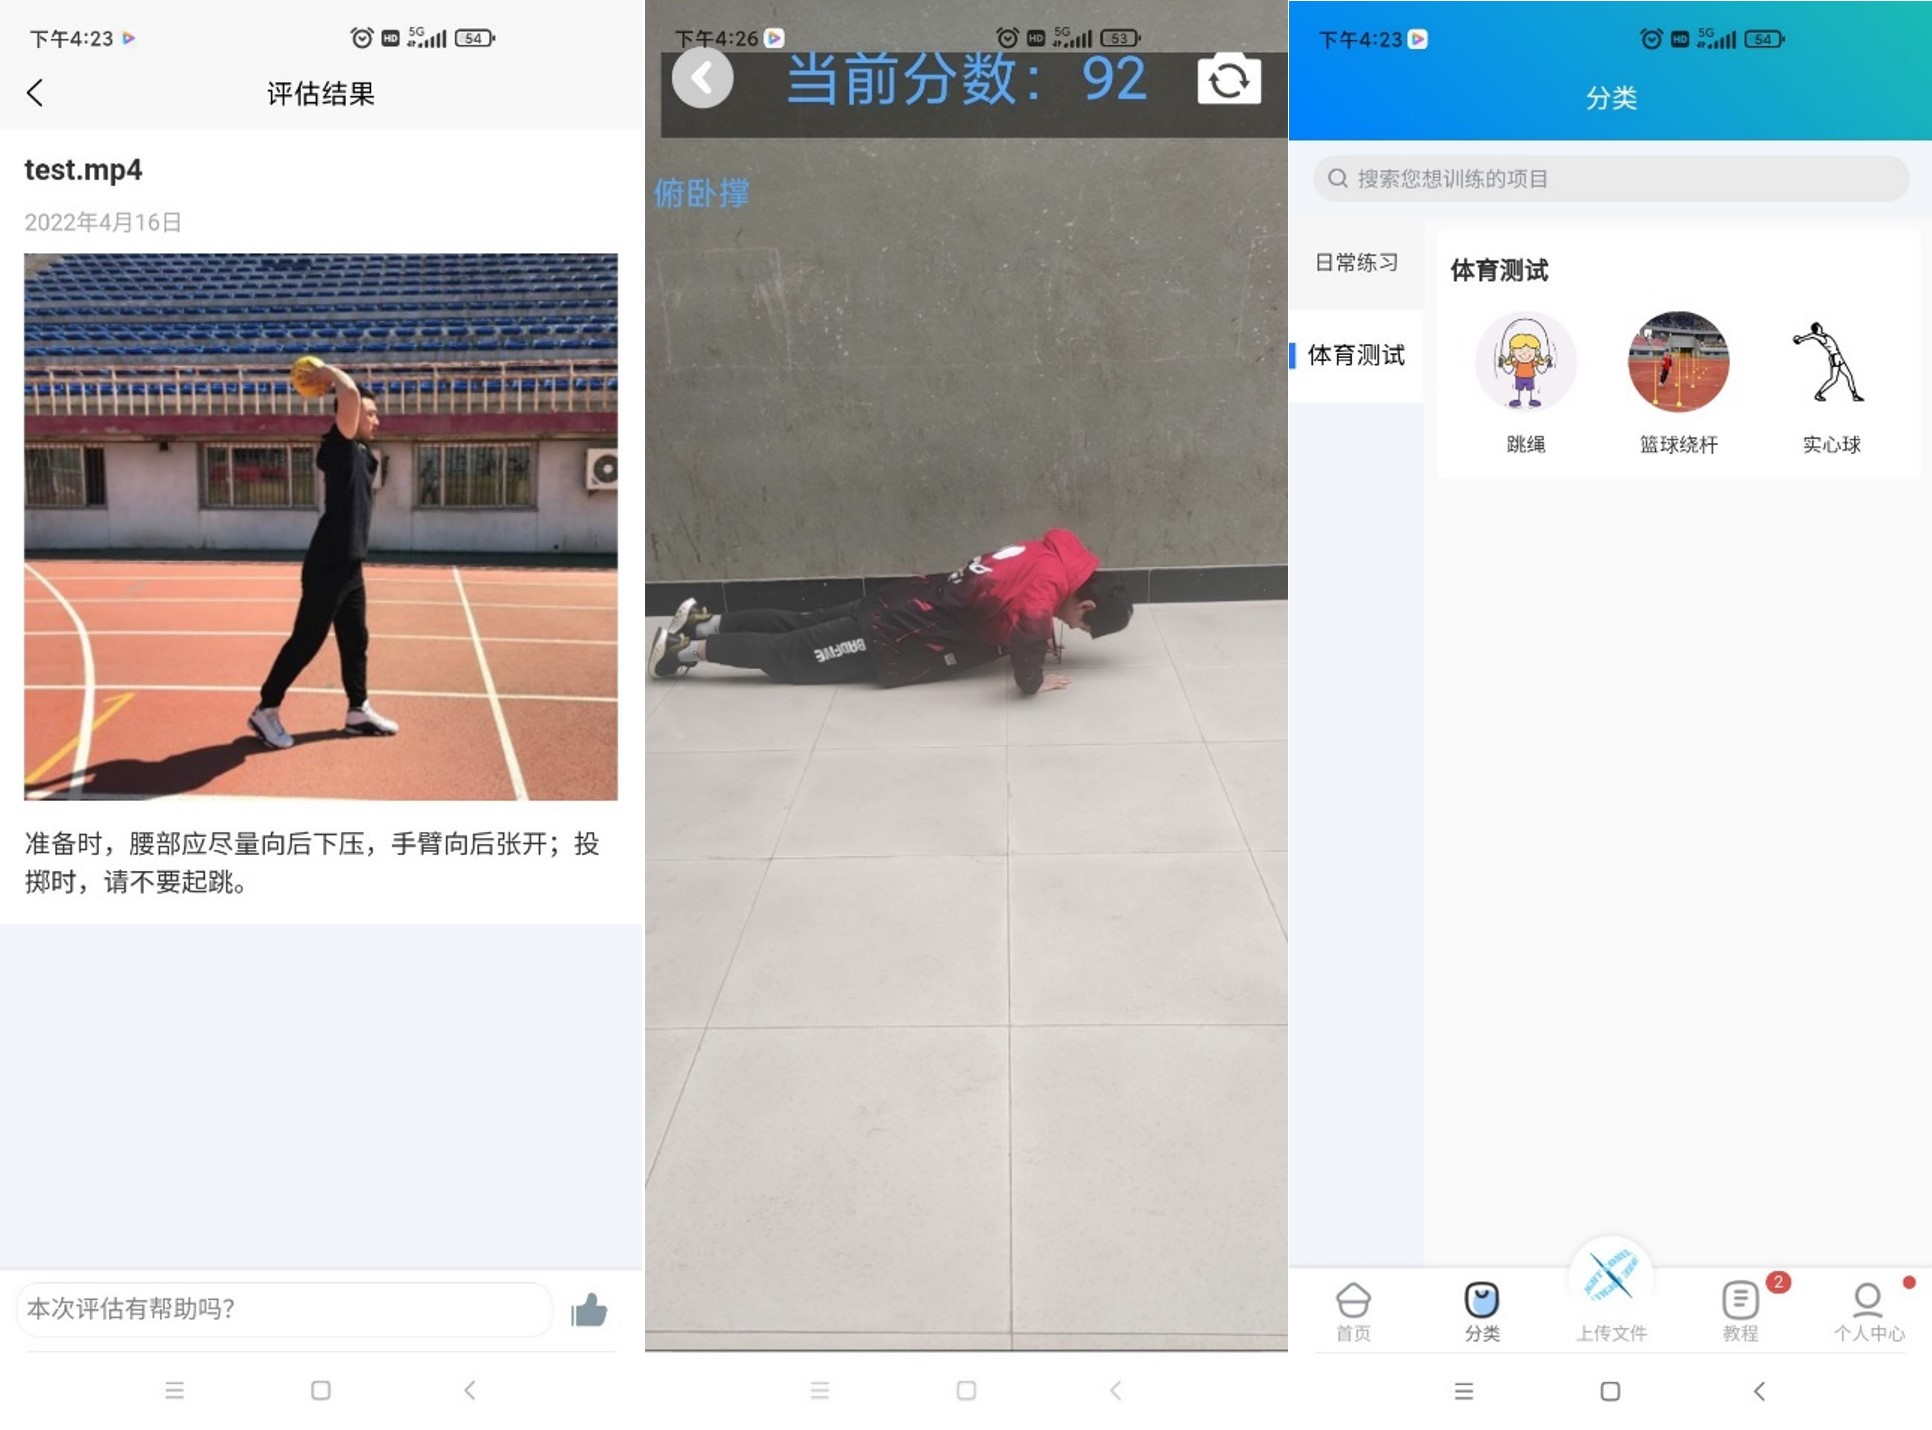 下午4:23
HD 5G 54
评估结果
test.mp4
2022年4月16日
准备时，腰部应尽量向后下压，手臂向后张开；投
掷时，请不要起跳。
本次评估有帮助吗？
下午4:26
HD 5G 53
当前分数：92
俯卧撑
BADFIVE
下午4:23
HD 5G 54
分类
搜索您想训练的项目
日常练习
体育测试
体育测试
跳绳
篮球绕杆
实心球
首页
分类
上传文件
教程
2
个人中心